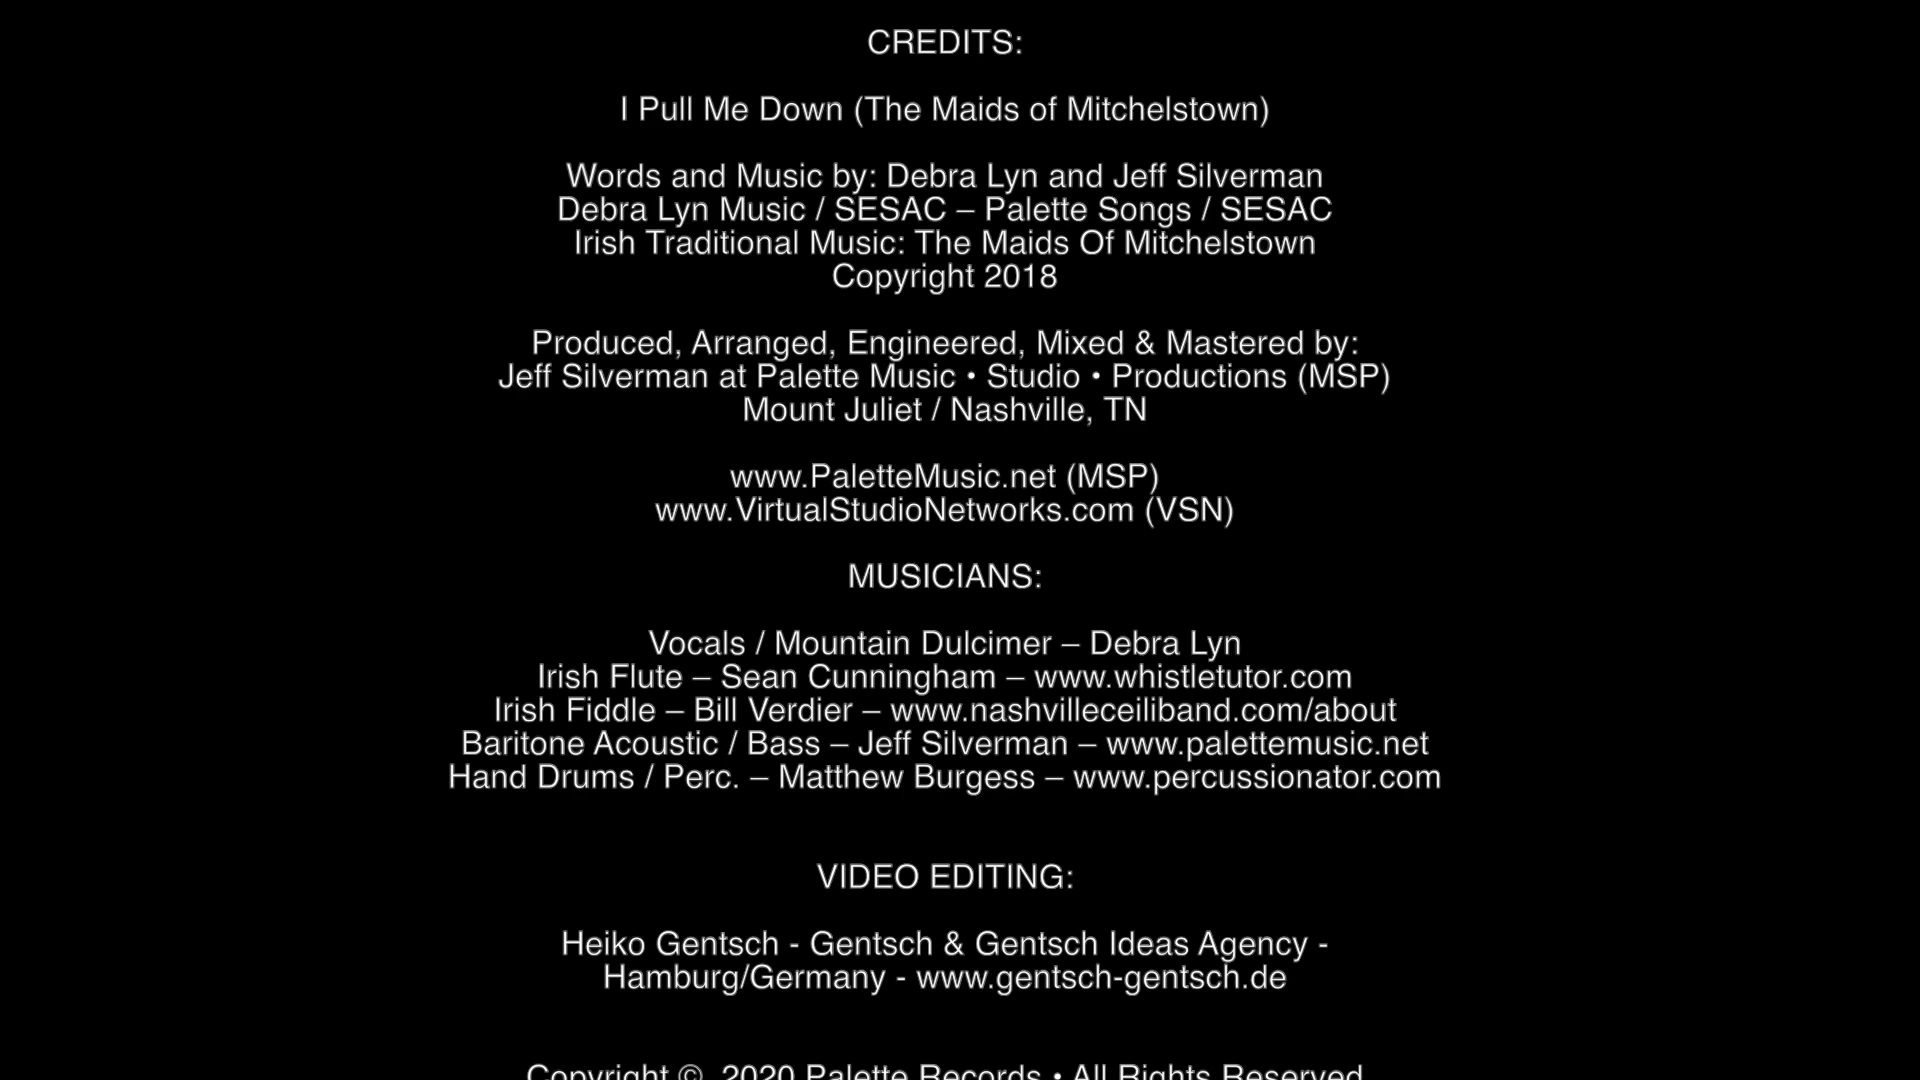 CREDITS:
I Pull Me Down (The Maids of Mitchelstown)
Words and Music by: Debra Lyn and Jeff Silverman
Debra Lyn Music / SESAC – Palette Songs / SESAC
Irish Traditional Music: The Maids Of Mitchelstown
Copyright 2018
Produced, Arranged, Engineered, Mixed & Mastered by:
Jeff Silverman at Palette Music • Studio • Productions (MSP)
Mount Juliet / Nashville, TN
www.PaletteMusic.net (MSP)
www.VirtualStudioNetworks.com (VSN)
MUSICIANS:
Vocals / Mountain Dulcimer – Debra Lyn
Irish Flute – Sean Cunningham – www.whistletutor.com
Irish Fiddle – Bill Verdier – www.nashvilleceiliband.com/about
Baritone Acoustic / Bass – Jeff Silverman – www.palettemusic.net
Hand Drums / Perc. – Matthew Burgess – www.percussionator.com
VIDEO EDITING:
Heiko Gentsch - Gentsch & Gentsch Ideas Agency -
Hamburg/Germany - www.gentsch-gentsch.de
Copyright © 2020 Palette Records • All Rights Reserved